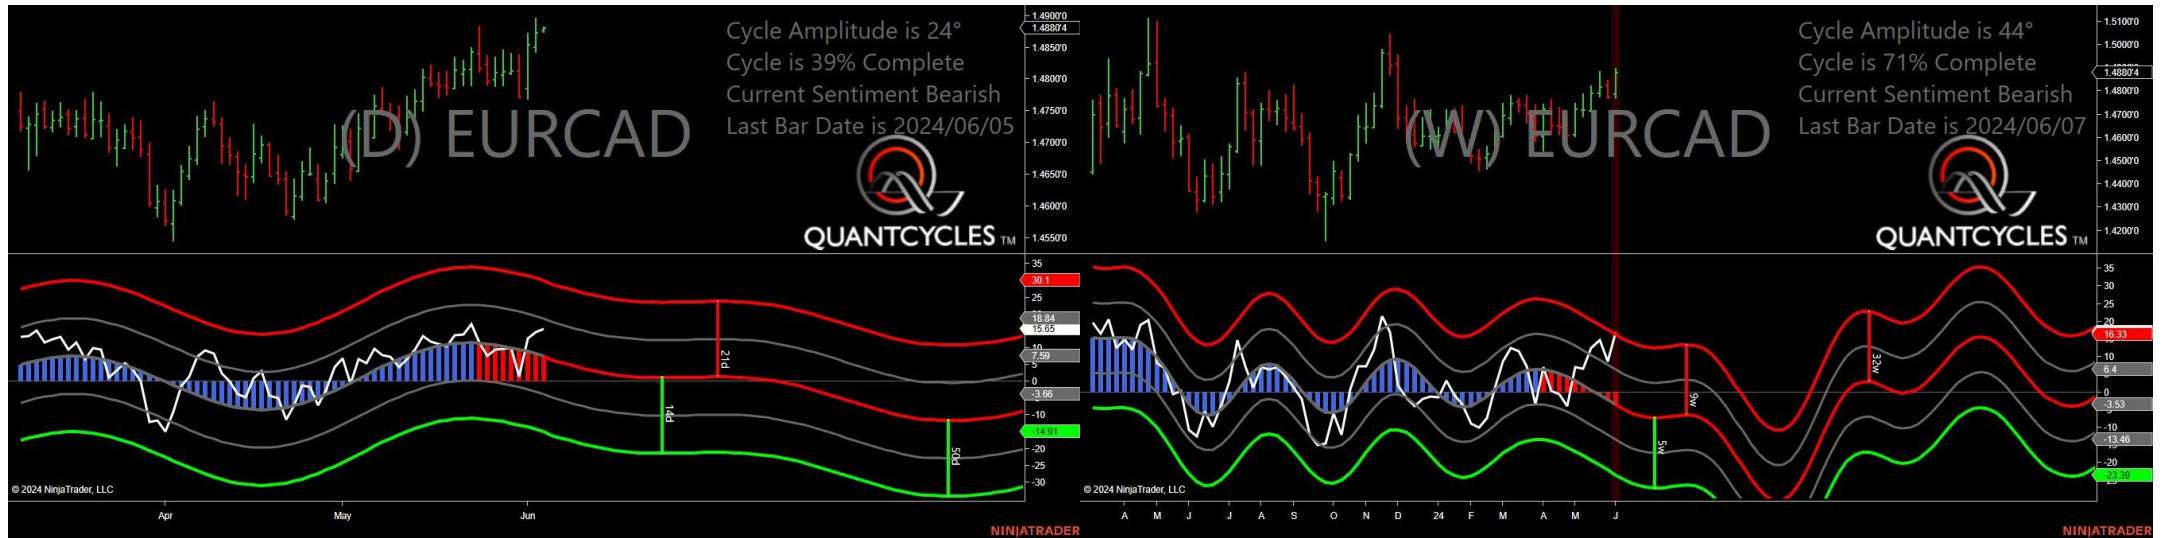 Cycle Amplitude is 24°
Cycle is 39% Complete
Current Sentiment Bearish
Last Bar Date is 2024/06/05
(D) EURCAD
QUANTCYCLES TM
1.4900'0
1.4880'4
1.4850'0
1.4800'0
1.4750'0
1.4700'0
1.4650'0
1.4600'0
1.4550'0
35
30.1
25
18.84
15.65
10
7.59
5
0
-3.66
-10
-14.91
-20
-25
-30
21d
14d
50d
© 2024 NinjaTrader, LLC
Apr May Jun
NINJATRADER
Cycle Amplitude is 44°
Cycle is 71% Complete
Current Sentiment Bearish
Last Bar Date is 2024/06/07
(W) EURCAD
QUANTCYCLES TM
1.5100'0
1.5000'0
1.4880'4
1.4800'0
1.4700'0
1.4600'0
1.4500'0
1.4400'0
1.4300'0
1.4200'0
35
30
25
20
16.33
10
6.4
0
-3.53
-10
-13.46
-20
-23.39
32w
9w
5w
© 2024 NinjaTrader, LLC
A M J J A S O N D 24 F M A M J
NINJATRADER